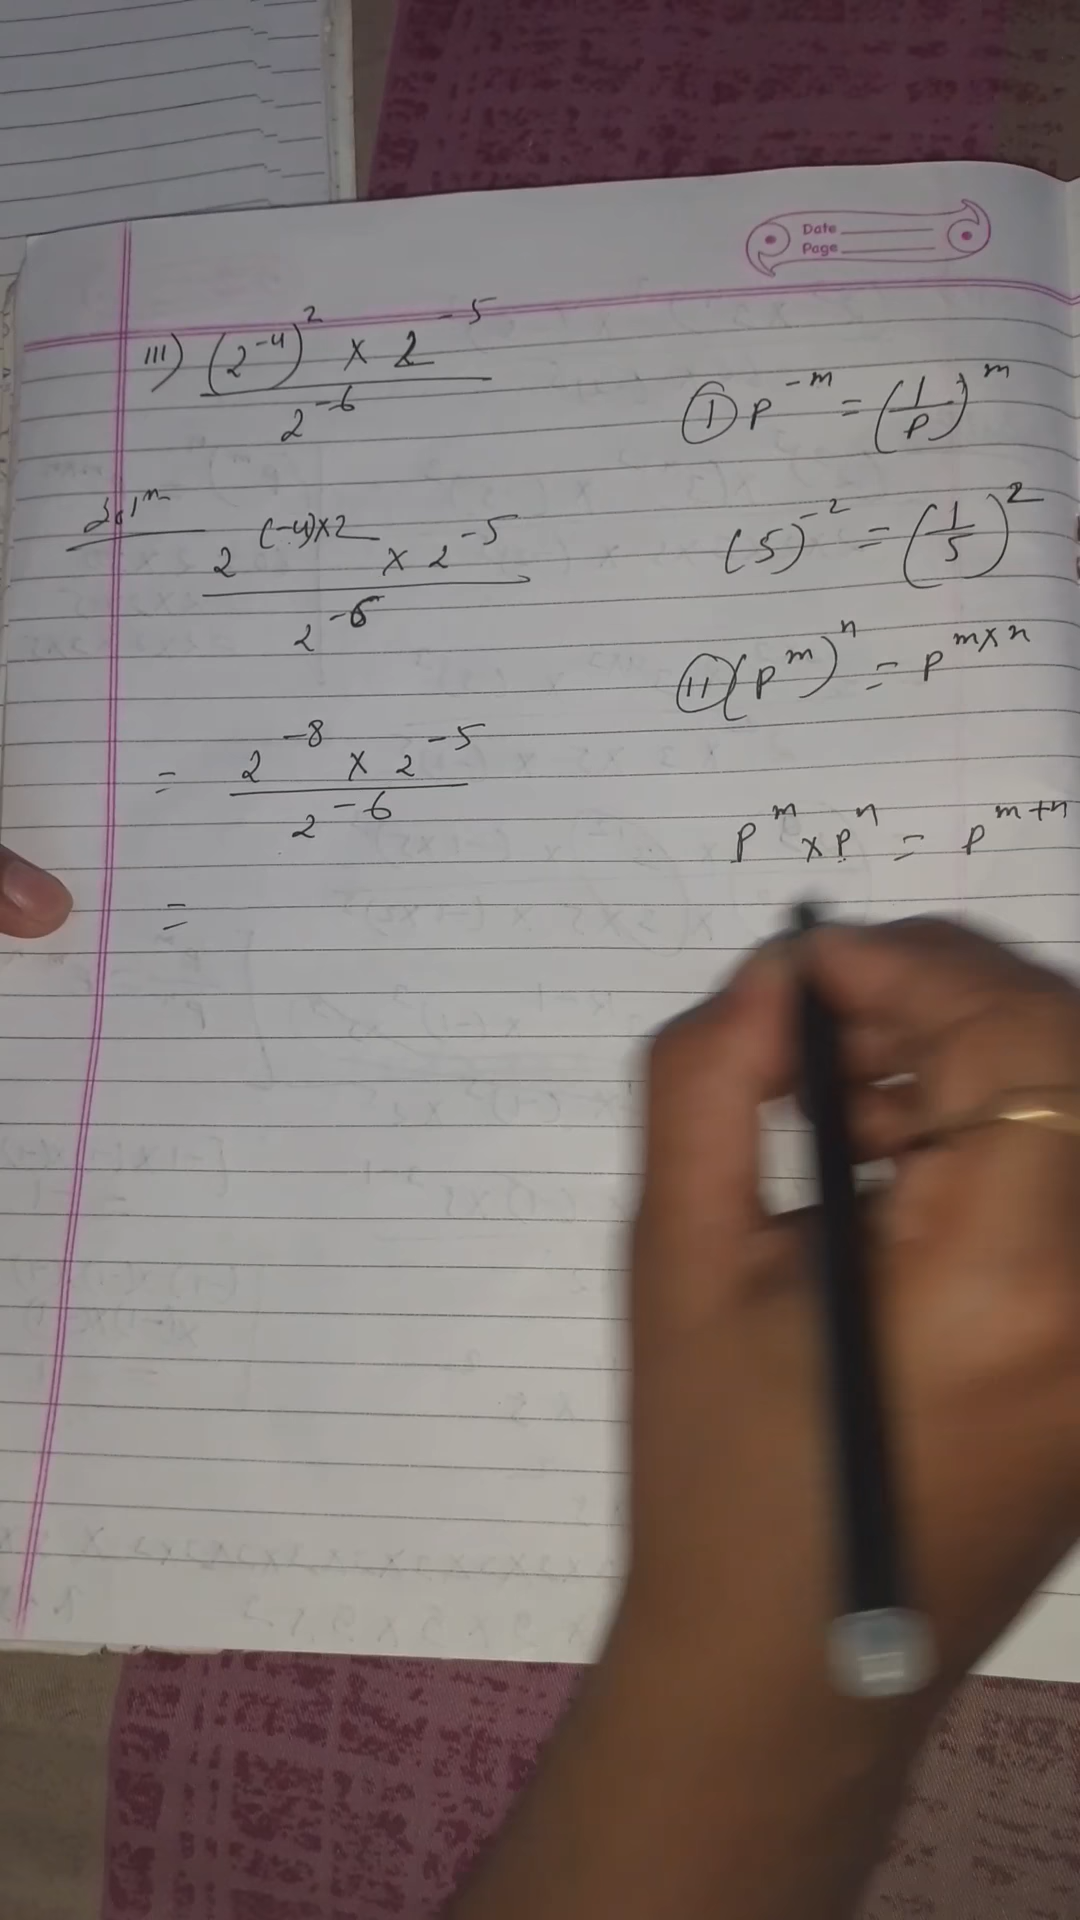 Date
Page
III) (2^-4)^2 × 2^-5
2^-6
Sol^n
2^(-4)×2 × 2^-5
2^-6
= 2^-8 × 2^-5
2^-6
=
① P^-m = (1/P)^m
(5)^-2 = (1/5)^2
(II) (P^m)^n = P^m×n
P^m × P^n = P^m+n